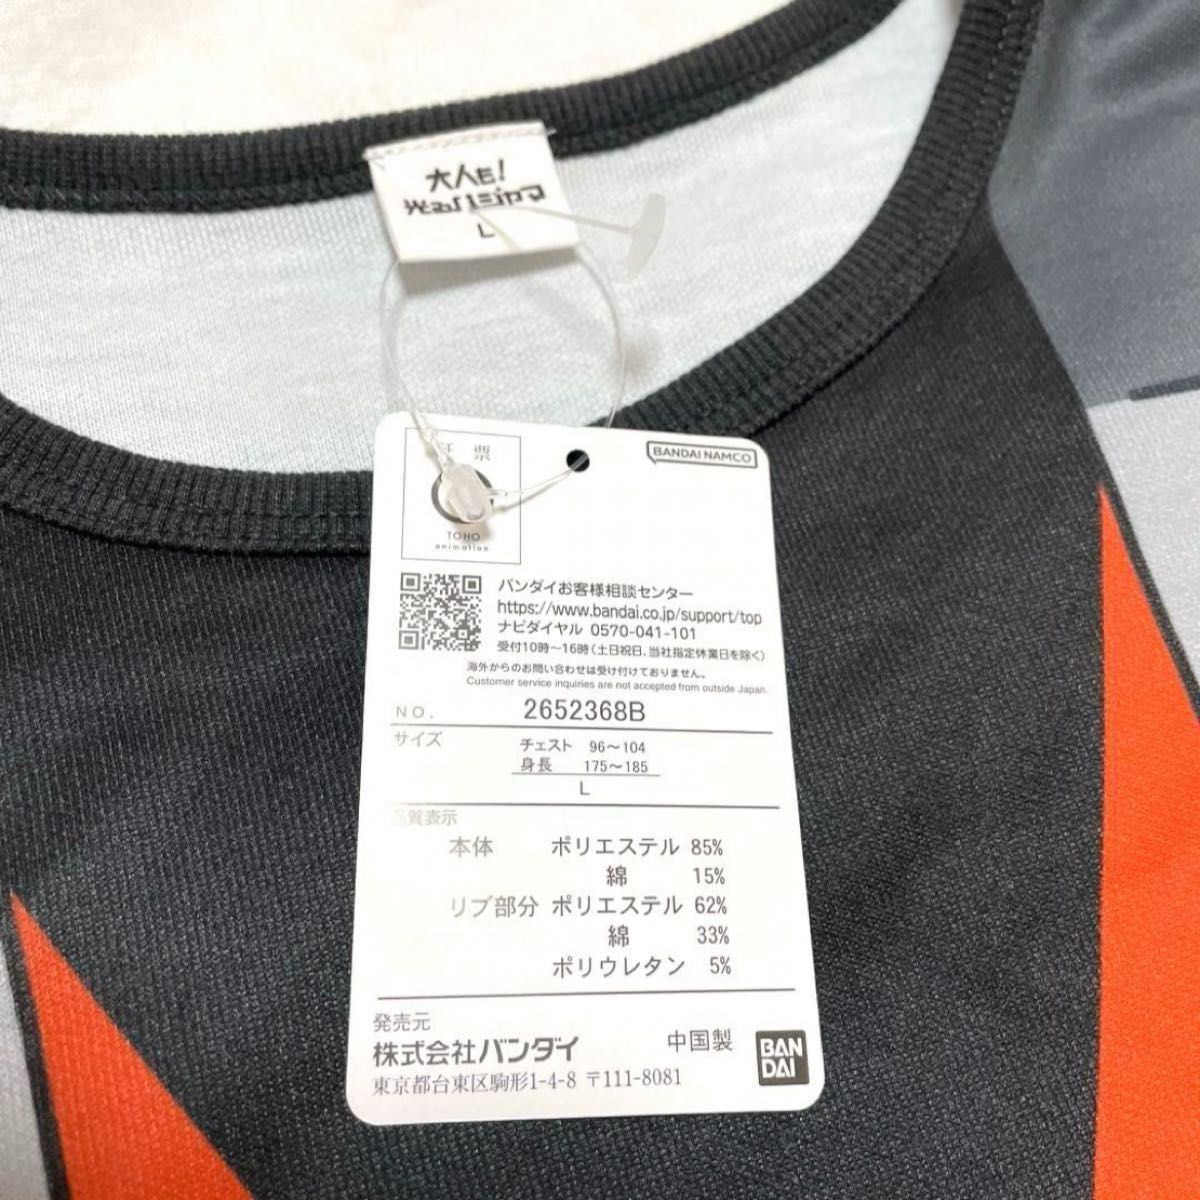 大人も!
光るパジャマ
L
証 票
TOHO
animation
BANDAI NAMCO
バンダイお客様相談センター
https://www.bandai.co.jp/support/top
ナビダイヤル 0570-041-101
受付10時～16時(土日祝日、当社指定休業日を除く)
海外からのお問い合わせは受け付けておりません。
Customer service inquiries are not accepted from outside Japan.
NO. 2652368B
サイズ チェスト 96～104
身長 175～185
L
品質表示
本体 ポリエステル 85%
綿 15%
リブ部分 ポリエステル 62%
綿 33%
ポリウレタン 5%
発売元
株式会社バンダイ 中国製
東京都台東区駒形1-4-8 〒111-8081
BAN
DAI